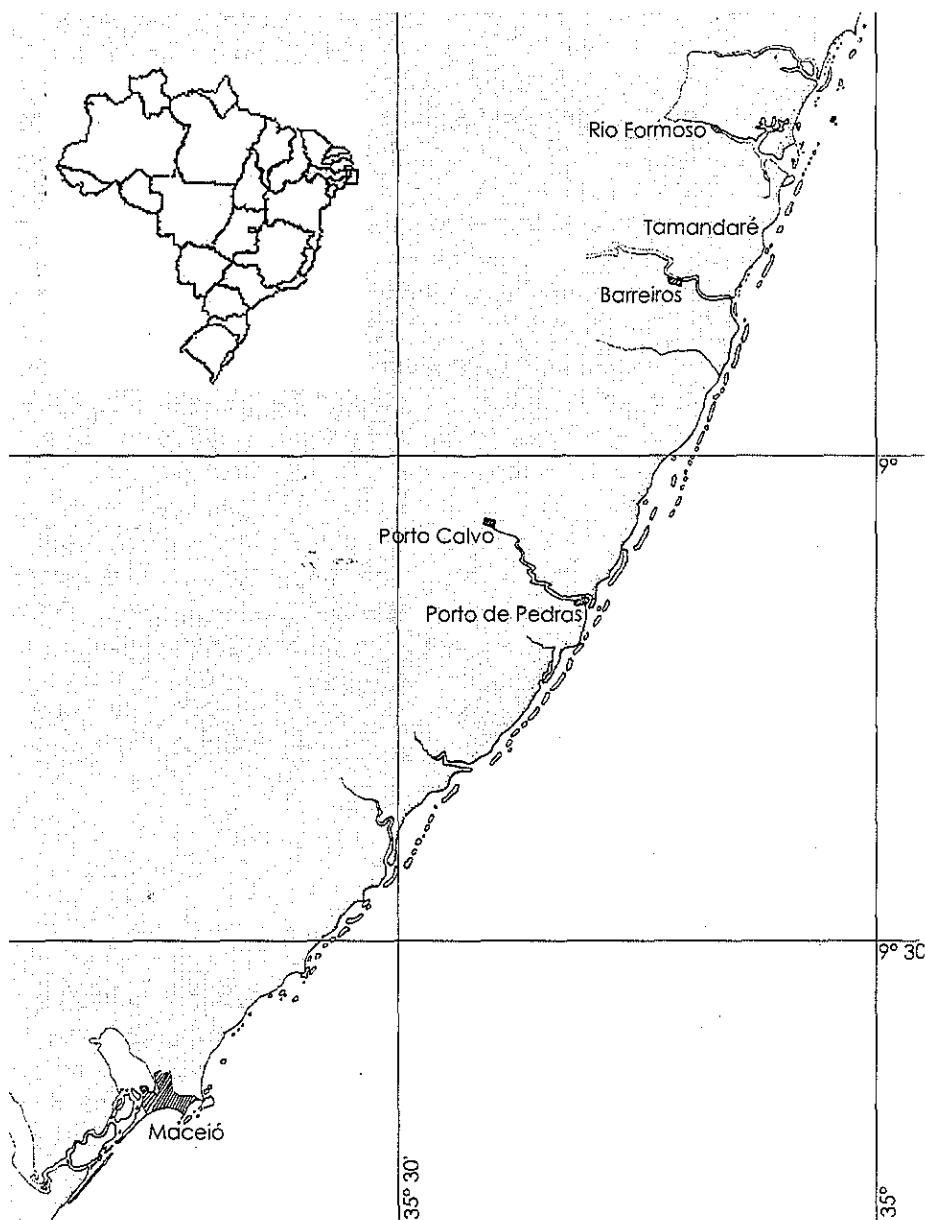 Rio Formoso
Tamandaré
Barreiros
9°
Porto Calvo
Porto de Pedras
9° 30
Maceió
35° 30'
35°